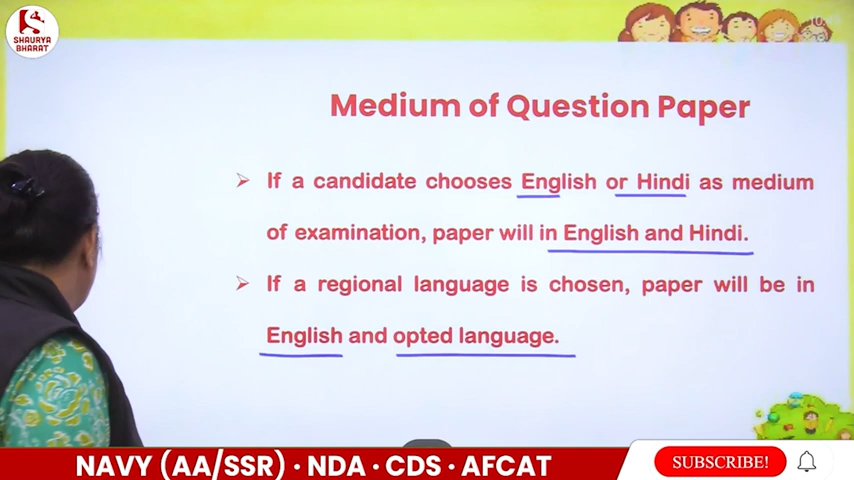 SHAURYA
BHARAT
Medium of Question Paper
If a candidate chooses English or Hindi as medium
of examination, paper will in English and Hindi.
If a regional language is chosen, paper will be in
English and opted language.
NAVY (AA/SSR) · NDA · CDS · AFCAT
SUBSCRIBE!